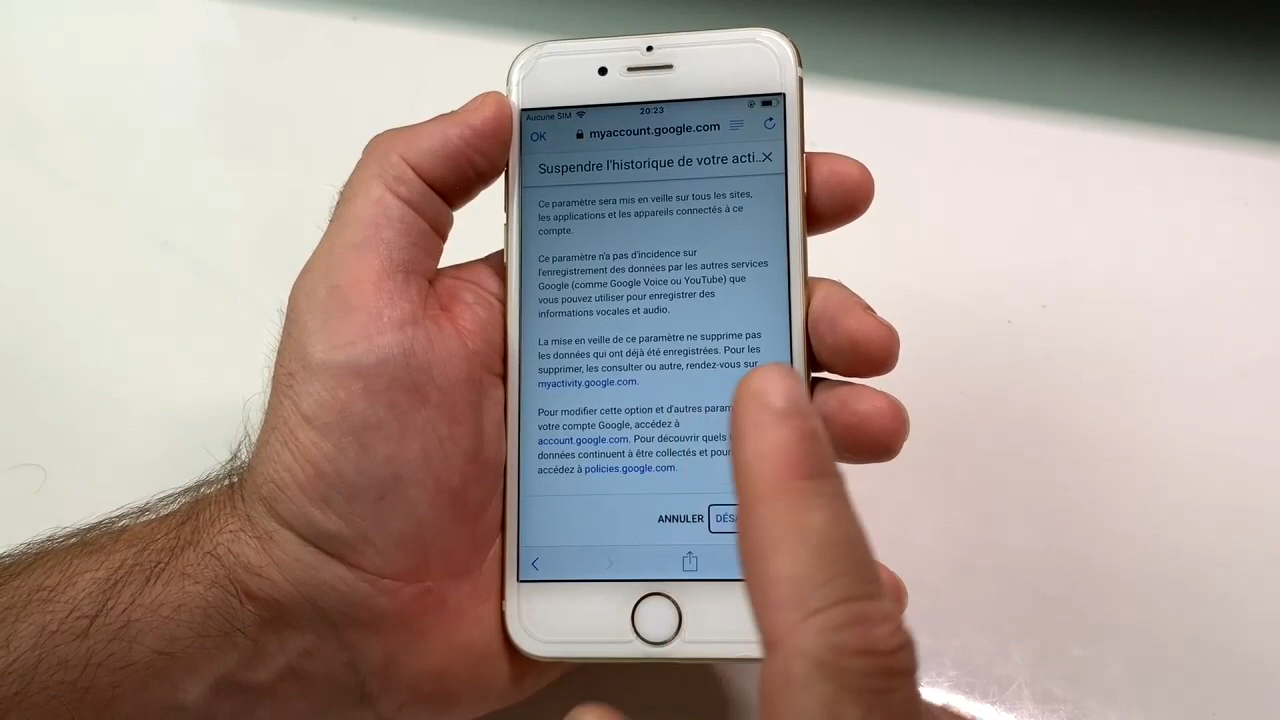 Aucune SIM 20:23
OK myaccount.google.com
Suspendre l'historique de votre acti...
Ce paramètre sera mis en veille sur tous les sites,
les applications et les appareils connectés à ce
compte.
Ce paramètre n'a pas d'incidence sur
l'enregistrement des données par les autres services
Google (comme Google Voice ou YouTube) que
vous pouvez utiliser pour enregistrer des
informations vocales et audio.
La mise en veille de ce paramètre ne supprime pas
les données qui ont déjà été enregistrées. Pour les
supprimer, les consulter ou autre, rendez-vous sur
myactivity.google.com.
Pour modifier cette option et d'autres param
votre compte Google, accédez à
account.google.com. Pour découvrir quels
données continuent à être collectés et pour
accédez à policies.google.com.
ANNULER DÉSA